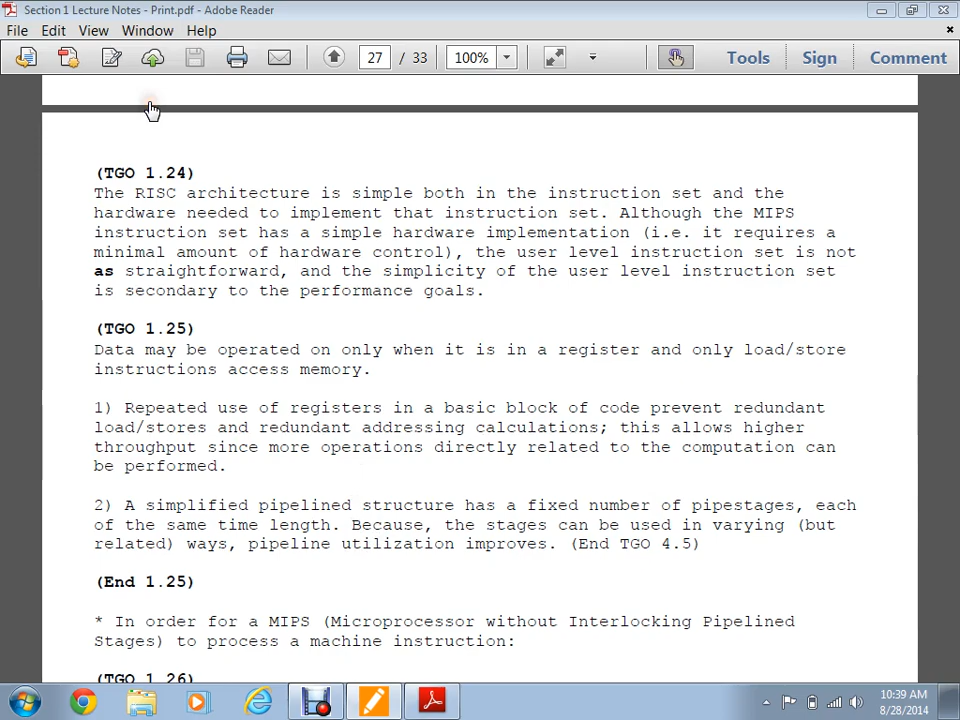 Section 1 Lecture Notes - Print.pdf - Adobe Reader
File Edit View Window Help
27 / 33 100% Tools Sign Comment
(TGO 1.24)
The RISC architecture is simple both in the instruction set and the
hardware needed to implement that instruction set. Although the MIPS
instruction set has a simple hardware implementation (i.e. it requires a
minimal amount of hardware control), the user level instruction set is not
as straightforward, and the simplicity of the user level instruction set
is secondary to the performance goals.
(TGO 1.25)
Data may be operated on only when it is in a register and only load/store
instructions access memory.
1) Repeated use of registers in a basic block of code prevent redundant
load/stores and redundant addressing calculations; this allows higher
throughput since more operations directly related to the computation can
be performed.
2) A simplified pipelined structure has a fixed number of pipestages, each
of the same time length. Because, the stages can be used in varying (but
related) ways, pipeline utilization improves. (End TGO 4.5)
(End 1.25)
* In order for a MIPS (Microprocessor without Interlocking Pipelined
Stages) to process a machine instruction:
(TGO 1.26)
10:39 AM
8/28/2014